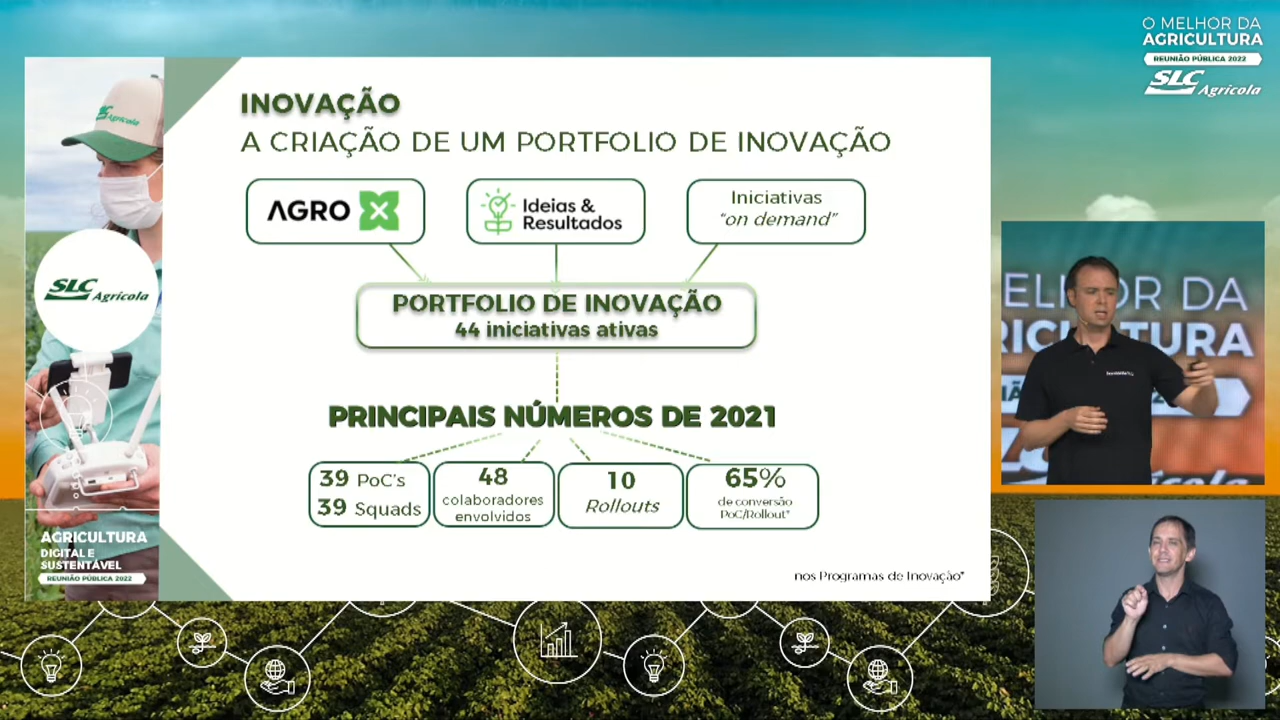 O MELHOR DA
AGRICULTURA
REUNIÃO PÚBLICA 2022
SLC Agrícola
INOVAÇÃO
A CRIAÇÃO DE UM PORTFOLIO DE INOVAÇÃO
AGRO X
Ideias &
Resultados
Iniciativas
“on demand”
PORTFOLIO DE INOVAÇÃO
44 iniciativas ativas
PRINCIPAIS NÚMEROS DE 2021
39 PoC's
39 Squads
48
colaboradores
envolvidos
10
Rollouts
65%
de conversão
PoC/Rollout*
nos Programas de Inovação*
SLC Agrícola
AGRICULTURA
DIGITAL E
SUSTENTÁVEL
REUNIÃO PÚBLICA 2022
ELHOR DA
RICULTURA